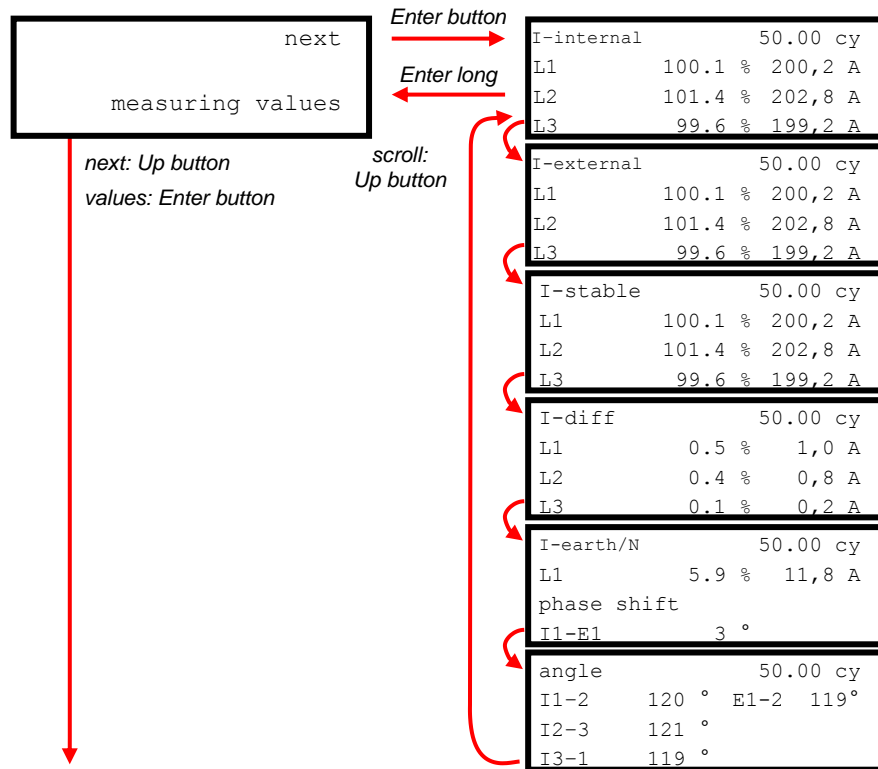 next
measuring values
Enter button
Enter long
next: Up button
values: Enter button
scroll:
Up button
I-internal 50.00 cy
L1 100.1 % 200,2 A
L2 101.4 % 202,8 A
L3 99.6 % 199,2 A
I-external 50.00 cy
L1 100.1 % 200,2 A
L2 101.4 % 202,8 A
L3 99.6 % 199,2 A
I-stable 50.00 cy
L1 100.1 % 200,2 A
L2 101.4 % 202,8 A
L3 99.6 % 199,2 A
I-diff 50.00 cy
L1 0.5 % 1,0 A
L2 0.4 % 0,8 A
L3 0.1 % 0,2 A
I-earth/N 50.00 cy
L1 5.9 % 11,8 A
phase shift
I1-E1 3 °
angle 50.00 cy
I1-2 120 ° E1-2 119°
I2-3 121 °
I3-1 119 °